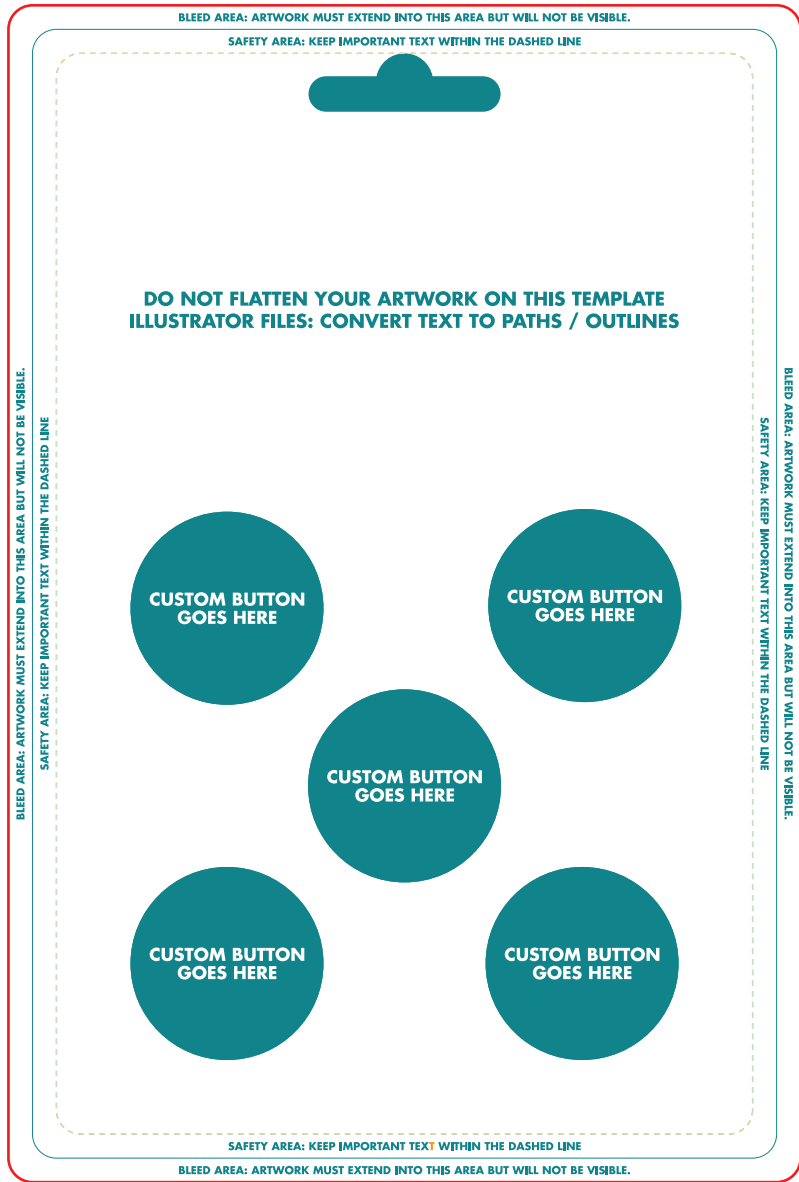 BLEED AREA: ARTWORK MUST EXTEND INTO THIS AREA BUT WILL NOT BE VISIBLE.
SAFETY AREA: KEEP IMPORTANT TEXT WITHIN THE DASHED LINE
DO NOT FLATTEN YOUR ARTWORK ON THIS TEMPLATE
ILLUSTRATOR FILES: CONVERT TEXT TO PATHS / OUTLINES
BLEED AREA: ARTWORK MUST EXTEND INTO THIS AREA BUT WILL NOT BE VISIBLE.
SAFETY AREA: KEEP IMPORTANT TEXT WITHIN THE DASHED LINE
SAFETY AREA: KEEP IMPORTANT TEXT WITHIN THE DASHED LINE
BLEED AREA: ARTWORK MUST EXTEND INTO THIS AREA BUT WILL NOT BE VISIBLE.
CUSTOM BUTTON
GOES HERE
CUSTOM BUTTON
GOES HERE
CUSTOM BUTTON
GOES HERE
CUSTOM BUTTON
GOES HERE
CUSTOM BUTTON
GOES HERE
SAFETY AREA: KEEP IMPORTANT TEXT WITHIN THE DASHED LINE
BLEED AREA: ARTWORK MUST EXTEND INTO THIS AREA BUT WILL NOT BE VISIBLE.